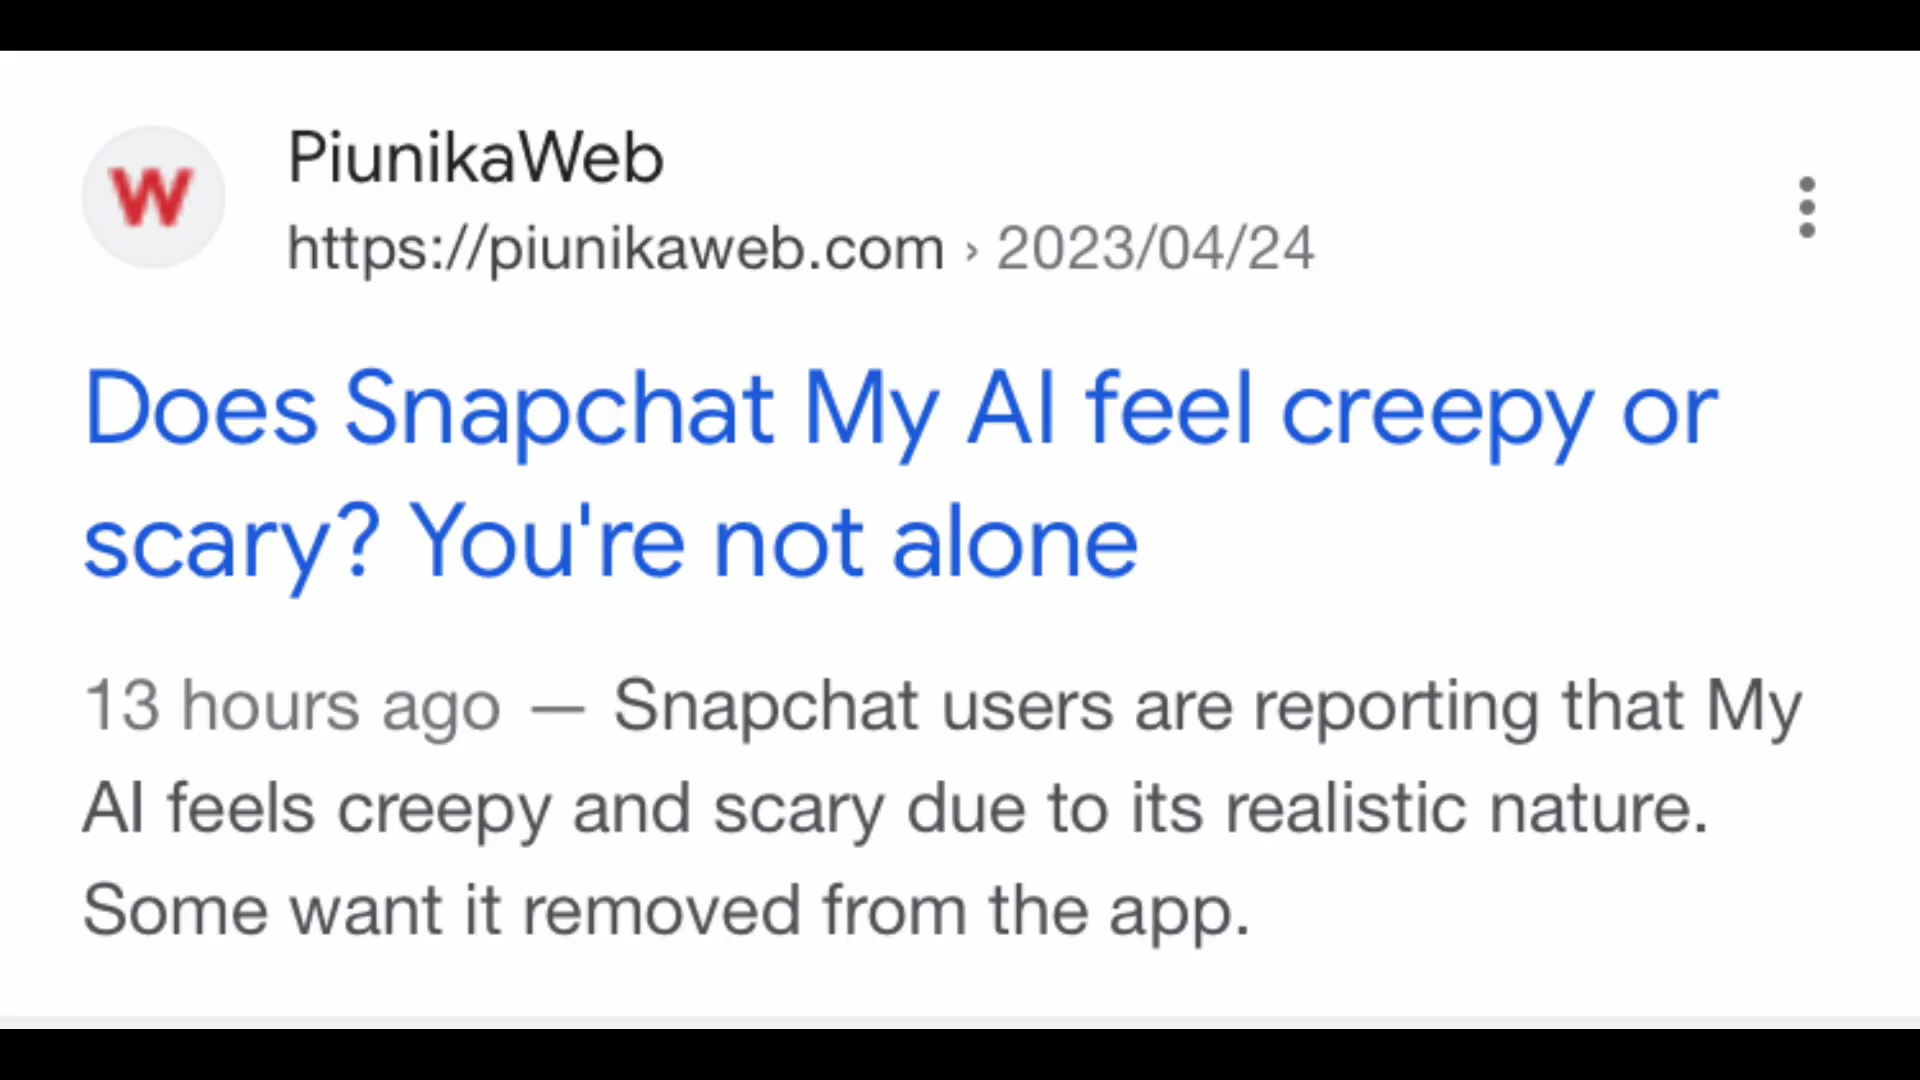 W
PiunikaWeb
https://piunikaweb.com › 2023/04/24
Does Snapchat My AI feel creepy or
scary? You're not alone
13 hours ago — Snapchat users are reporting that My
AI feels creepy and scary due to its realistic nature.
Some want it removed from the app.